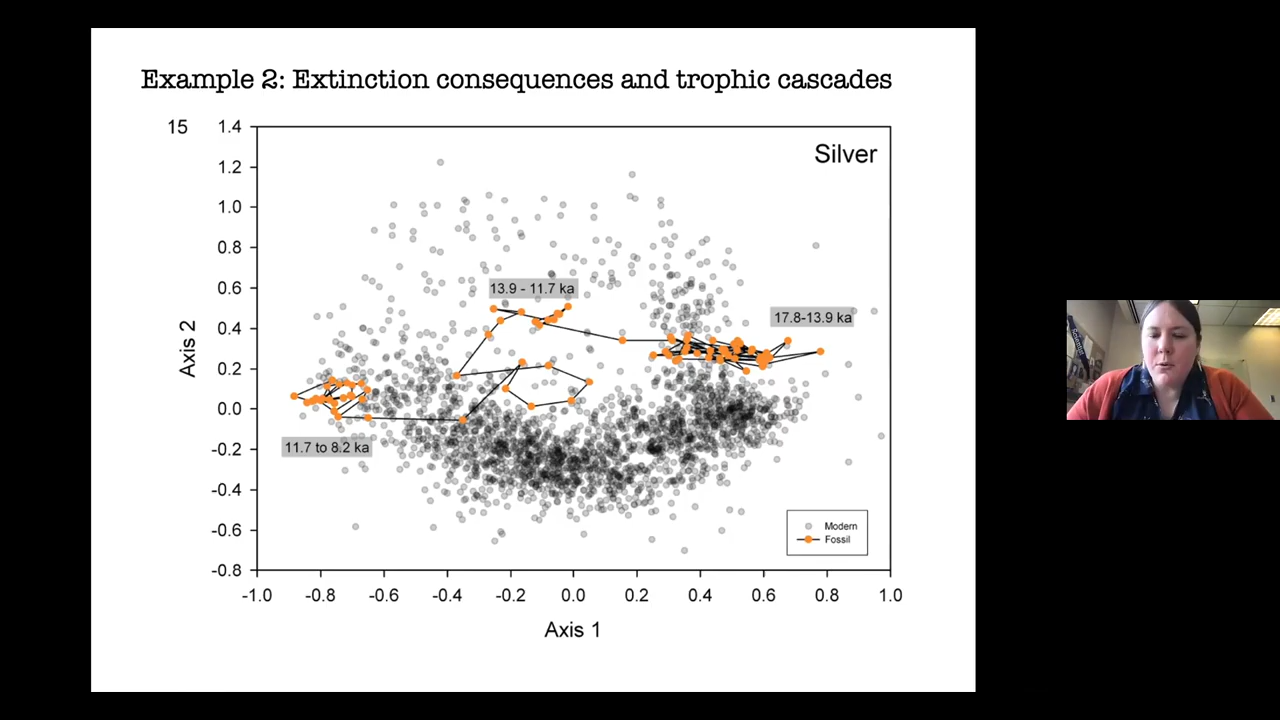 Example 2: Extinction consequences and trophic cascades
15
Silver
1.4
1.2
1.0
0.8
0.6
0.4
0.2
0.0
-0.2
-0.4
-0.6
-0.8
Axis 2
13.9 - 11.7 ka
17.8-13.9 ka
11.7 to 8.2 ka
Modern
Fossil
-1.0 -0.8 -0.6 -0.4 -0.2 0.0 0.2 0.4 0.6 0.8 1.0
Axis 1